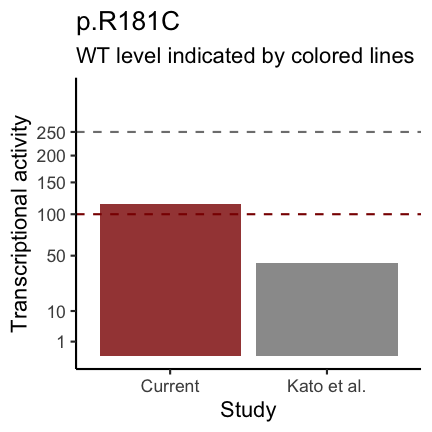 p.R181C
WT level indicated by colored lines
Transcriptional activity
250
200
150
100
50
10
1
Current
Kato et al.
Study